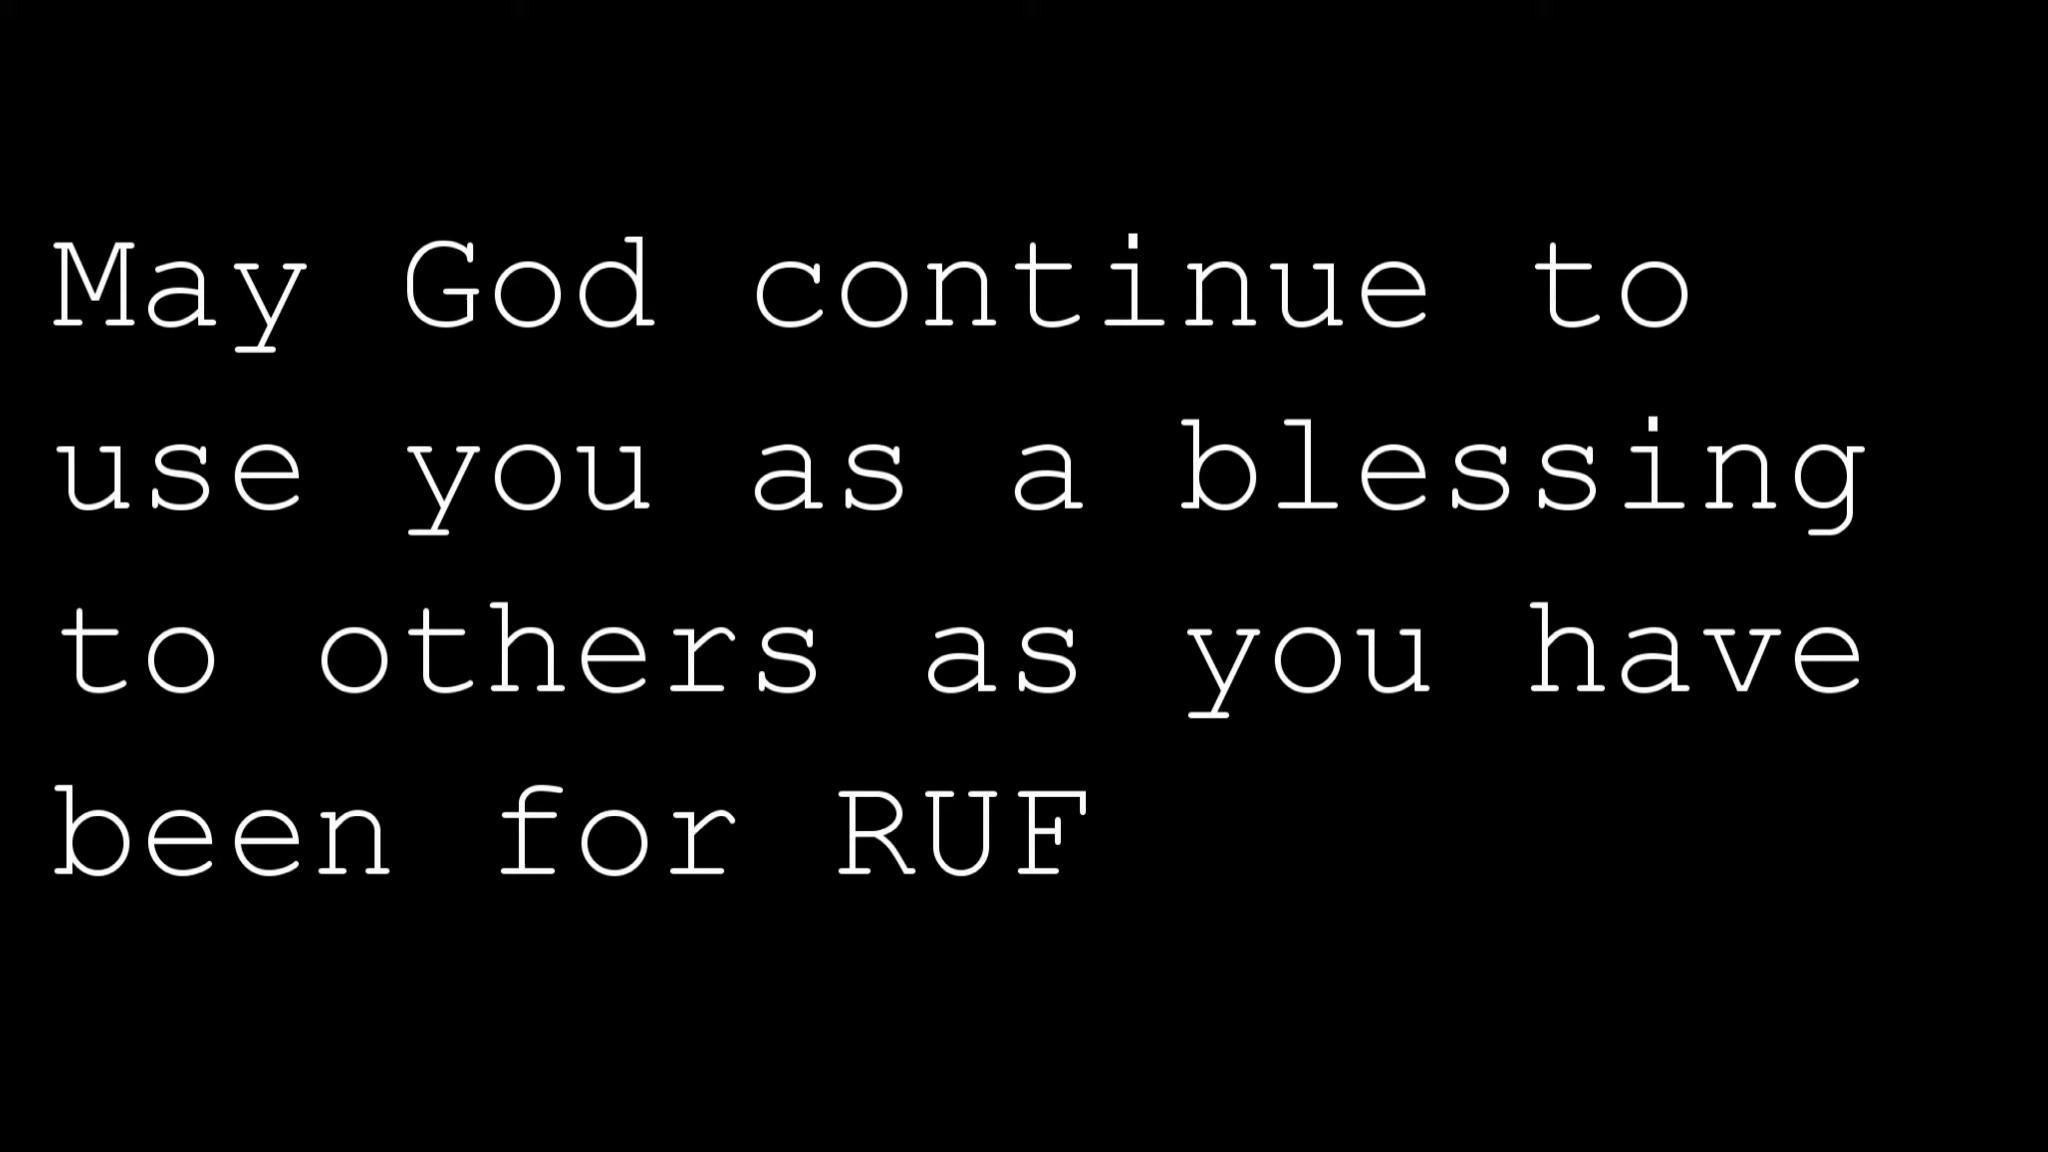 May God continue to
use you as a blessing
to others as you have
been for RUF